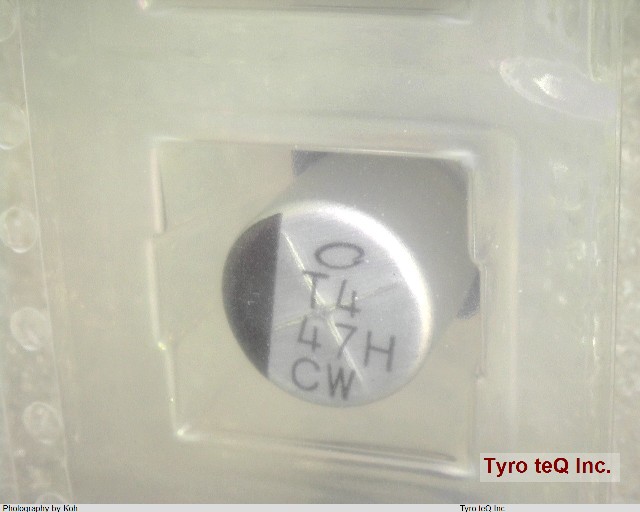 T4
47H
CW
Tyro teQ Inc.
Photography by Koh
Tyro teQ Inc